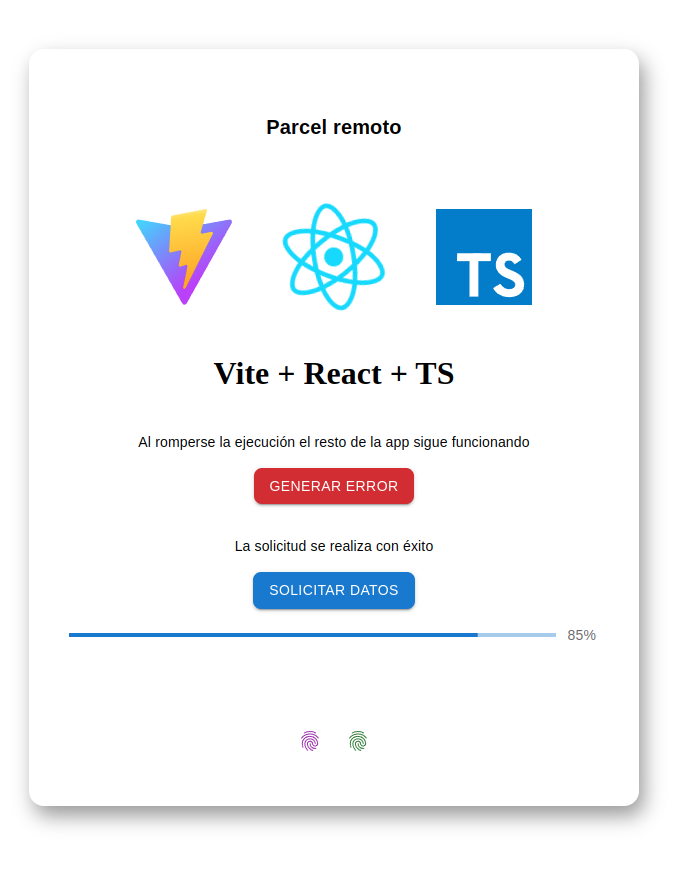 Parcel remoto
TS
Vite + React + TS
Al romperse la ejecución el resto de la app sigue funcionando
GENERAR ERROR
La solicitud se realiza con éxito
SOLICITAR DATOS
85%